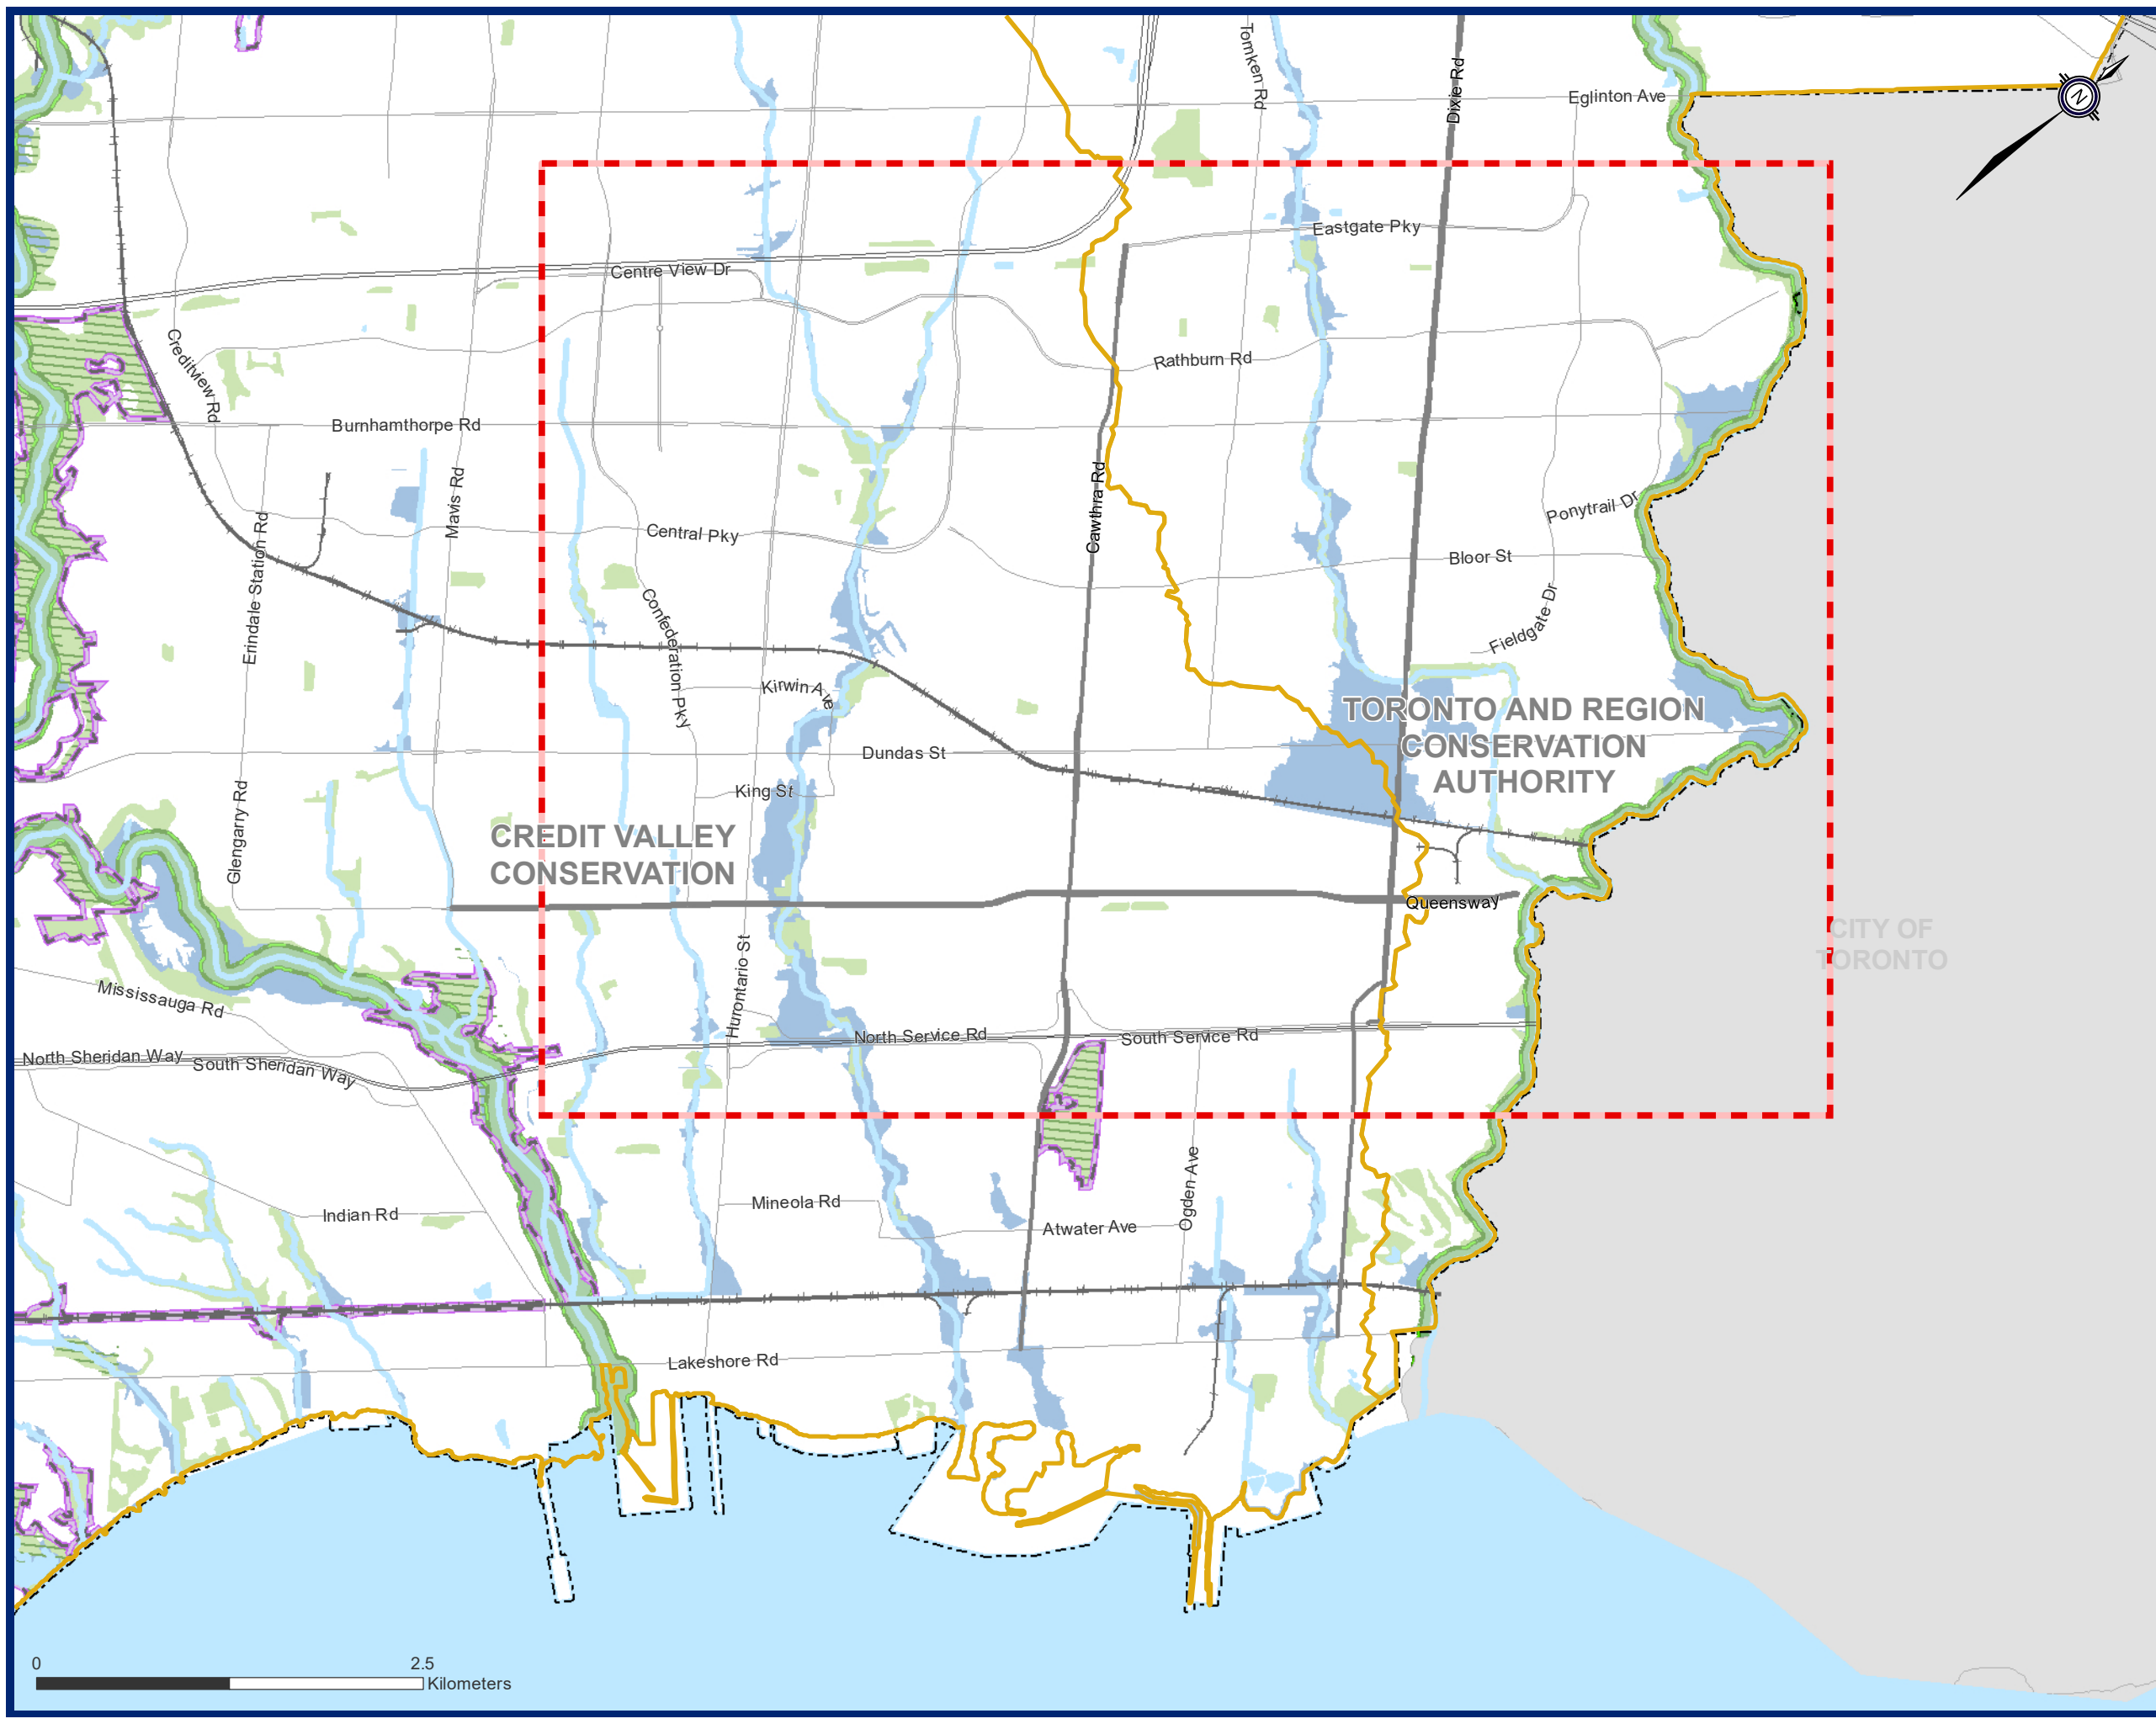 Tomken Rd
Dixie Rd
Eglinton Ave
N
Eastgate Pky
Centre View Dr
Creditview Rd
Rathburn Rd
Burnhamthorpe Rd
Mavis Rd
Cawthra Rd
Ponytrail Dr
Erindale Station Rd
Central Pky
Bloor St
Confederation Pky
Fieldgate Dr
Kirwin Ave
TORONTO AND REGION
CONSERVATION
AUTHORITY
Dundas St
King St
Glengarry Rd
CREDIT VALLEY
CONSERVATION
Queensway
CITY OF
TORONTO
Hurontario St
Mississauga Rd
North Service Rd
South Service Rd
North Sheridan Way
South Sheridan Way
Ogden Ave
Mineola Rd
Indian Rd
Atwater Ave
Lakeshore Rd
0 2.5
Kilometers